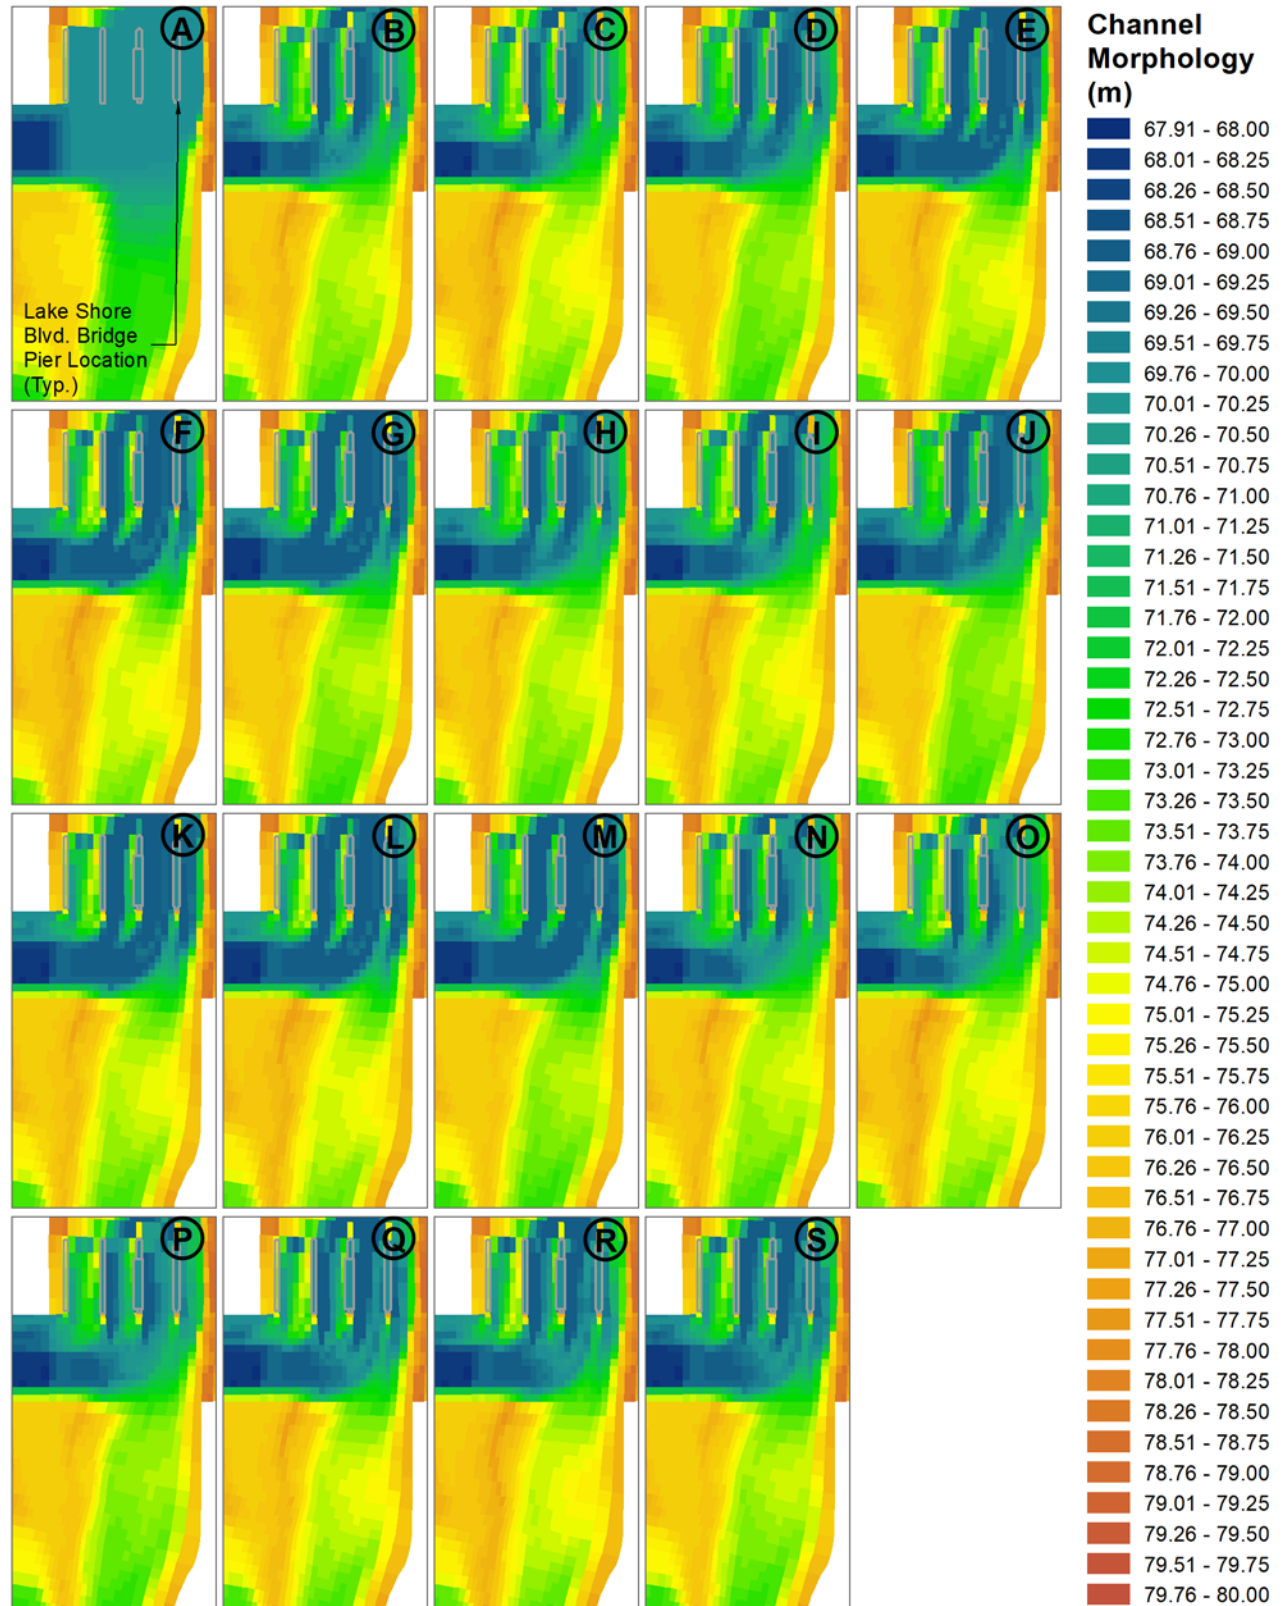 A
B
C
D
E
Lake Shore
Blvd. Bridge
Pier Location
(Typ.)
F
G
H
I
J
K
L
M
N
O
P
Q
R
S
Channel
Morphology
(m)
67.91 - 68.00
68.01 - 68.25
68.26 - 68.50
68.51 - 68.75
68.76 - 69.00
69.01 - 69.25
69.26 - 69.50
69.51 - 69.75
69.76 - 70.00
70.01 - 70.25
70.26 - 70.50
70.51 - 70.75
70.76 - 71.00
71.01 - 71.25
71.26 - 71.50
71.51 - 71.75
71.76 - 72.00
72.01 - 72.25
72.26 - 72.50
72.51 - 72.75
72.76 - 73.00
73.01 - 73.25
73.26 - 73.50
73.51 - 73.75
73.76 - 74.00
74.01 - 74.25
74.26 - 74.50
74.51 - 74.75
74.76 - 75.00
75.01 - 75.25
75.26 - 75.50
75.51 - 75.75
75.76 - 76.00
76.01 - 76.25
76.26 - 76.50
76.51 - 76.75
76.76 - 77.00
77.01 - 77.25
77.26 - 77.50
77.51 - 77.75
77.76 - 78.00
78.01 - 78.25
78.26 - 78.50
78.51 - 78.75
78.76 - 79.00
79.01 - 79.25
79.26 - 79.50
79.51 - 79.75
79.76 - 80.00